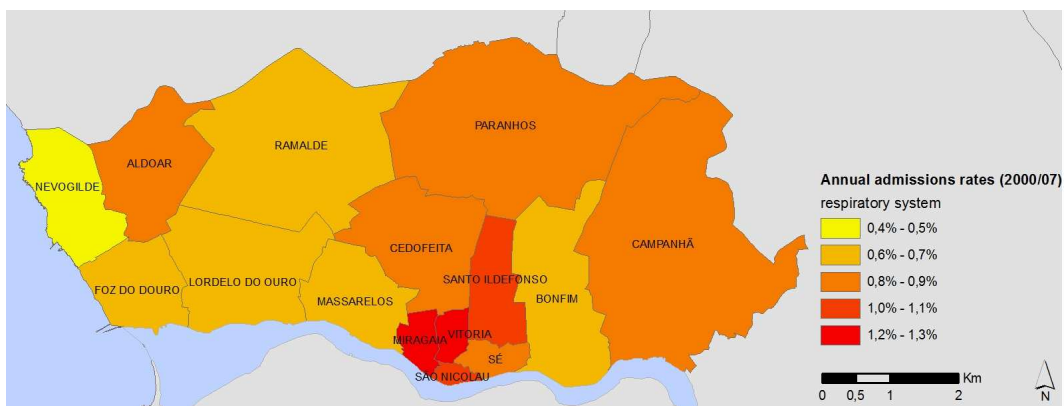 PARANHOS
RAMALDE
ALDOAR
NEVOGILDE
CEDOFEITA
CAMPANHÃ
SANTO ILDEFONSO
LORDELO DO OURO
FOZ DO DOURO
MASSARELOS
BONFIM
VITORIA
MIRAGAIA
SÉ
SÃO NICOLAU
Annual admissions rates (2000/07)
respiratory system
0,4% - 0,5%
0,6% - 0,7%
0,8% - 0,9%
1,0% - 1,1%
1,2% - 1,3%
Km
0 0,5 1 2
N